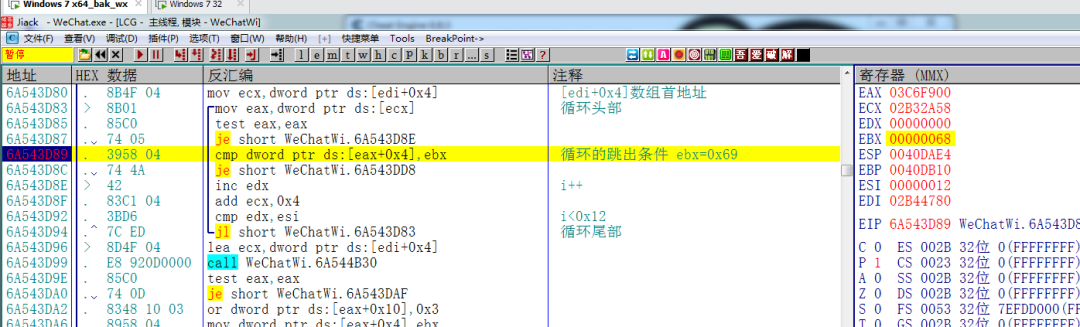 Windows 7 x64_bak_wx Windows 7 32
Jiack - WeChat.exe - [LCG - 主线程, 模块 - WeChatWi]
C 文件(F) 查看(V) 调试(D) 插件(P) 选项(T) 窗口(W) 帮助(H) [+] 快捷菜单 Tools BreakPoint->
暂停 l e m t w h c P k b r ... s ? 吾 爱 破 解
地址 HEX 数据 反汇编 注释 寄存器 (MMX)
6A543D80 . 8B4F 04 mov ecx,dword ptr ds:[edi+0x4] [edi+0x4]数组首地址 EAX 03C6F900
6A543D83 > 8B01 mov eax,dword ptr ds:[ecx] 循环头部 ECX 02B32A58
6A543D85 . 85C0 test eax,eax EDX 00000000
6A543D87 . 74 05 je short WeChatWi.6A543D8E EBX 00000068
6A543D89 . 3958 04 cmp dword ptr ds:[eax+0x4],ebx 循环的跳出条件 ebx=0x69 ESP 0040DAE4
6A543D8C . 74 4A je short WeChatWi.6A543DD8 EBP 0040DB10
6A543D8E > 42 inc edx i++ ESI 00000012
6A543D8F . 83C1 04 add ecx,0x4 EDI 02B44780
6A543D92 . 3BD6 cmp edx,esi i<0x12
6A543D94 .^ 7C ED jl short WeChatWi.6A543D83 循环尾部 EIP 6A543D89 WeChatWi.6A543D8
6A543D96 > 8D4F 04 lea ecx,dword ptr ds:[edi+0x4] C 0 ES 002B 32位 0(FFFFFFFF)
6A543D99 . E8 920D0000 call WeChatWi.6A544B30 P 1 CS 0023 32位 0(FFFFFFFF)
6A543D9E . 85C0 test eax,eax A 0 SS 002B 32位 0(FFFFFFFF)
6A543DA0 . 74 0D je short WeChatWi.6A543DAF Z 0 DS 002B 32位 0(FFFFFFFF)
6A543DA2 . 8348 10 03 or dword ptr ds:[eax+0x10],0x3 S 0 FS 0053 32位 7EFDD000(FF
6A543DA6 . 8958 04 mov dword ptr ds:[eax+0x4],ebx T 0 GS 002B 32位 0(FFFFFFFF)